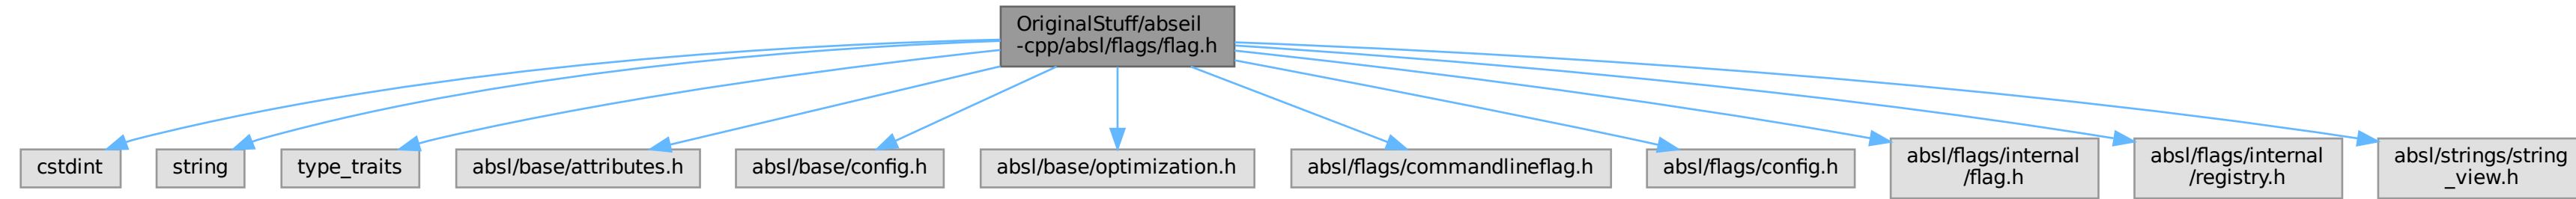 OriginalStuff/abseil
-cpp/absl/flags/flag.h
cstdint
string
type_traits
absl/base/attributes.h
absl/base/config.h
absl/base/optimization.h
absl/flags/commandlineflag.h
absl/flags/config.h
absl/flags/internal
/flag.h
absl/flags/internal
/registry.h
absl/strings/string
_view.h